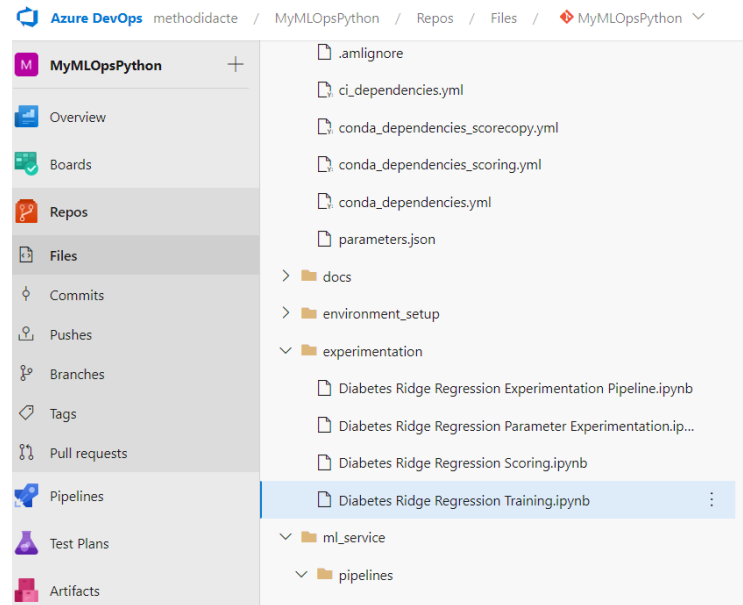 Azure DevOps methodidacte / MyMLOpsPython / Repos / Files / MyMLOpsPython
M MyMLOpsPython
Overview
Boards
Repos
Files
Commits
Pushes
Branches
Tags
Pull requests
Pipelines
Test Plans
Artifacts
.amlignore
ci_dependencies.yml
conda_dependencies_scorecopy.yml
conda_dependencies_scoring.yml
conda_dependencies.yml
parameters.json
docs
environment_setup
experimentation
Diabetes Ridge Regression Experimentation Pipeline.ipynb
Diabetes Ridge Regression Parameter Experimentation.ip...
Diabetes Ridge Regression Scoring.ipynb
Diabetes Ridge Regression Training.ipynb
ml_service
pipelines